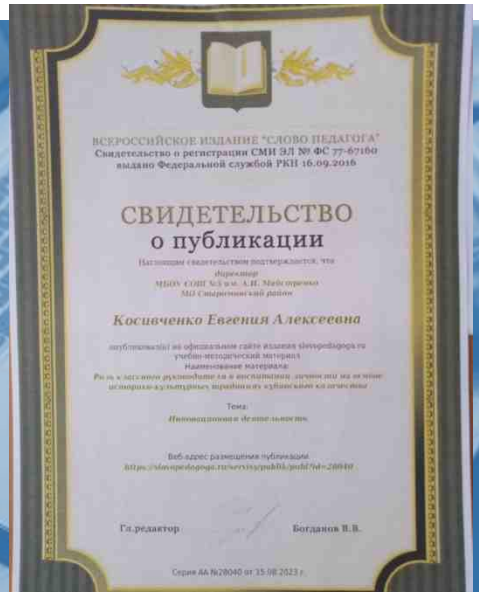 ВСЕРОССИЙСКОЕ ИЗДАНИЕ "СЛОВО ПЕДАГОГА"
Свидетельство о регистрации СМИ ЭЛ № ФС 77-67160
выдано Федеральной службой РКН 16.09.2016
СВИДЕТЕЛЬСТВО
о публикации
Настоящим свидетельством подтверждается, что
директор
МБОУ СОШ №5 им. А.И.
МО Староминский район
Косивченко Евгения Алексеевна
опубликовал(а) на официальном сайте издания slovopedagoga.ru
учебно-методический материал
Наименование материала:
Роль классного руководителя в воспитании личности на основе
историко-культурных традициях кубанского казачества
Тема:
Инновационная деятельность
Веб-адрес размещения публикации
https://slovopedagoga.ru/servisy/publik/publ?id=28040
Гл.редактор
Богданов В.В.
Серия АА №28040 от 15.08.2023 г.